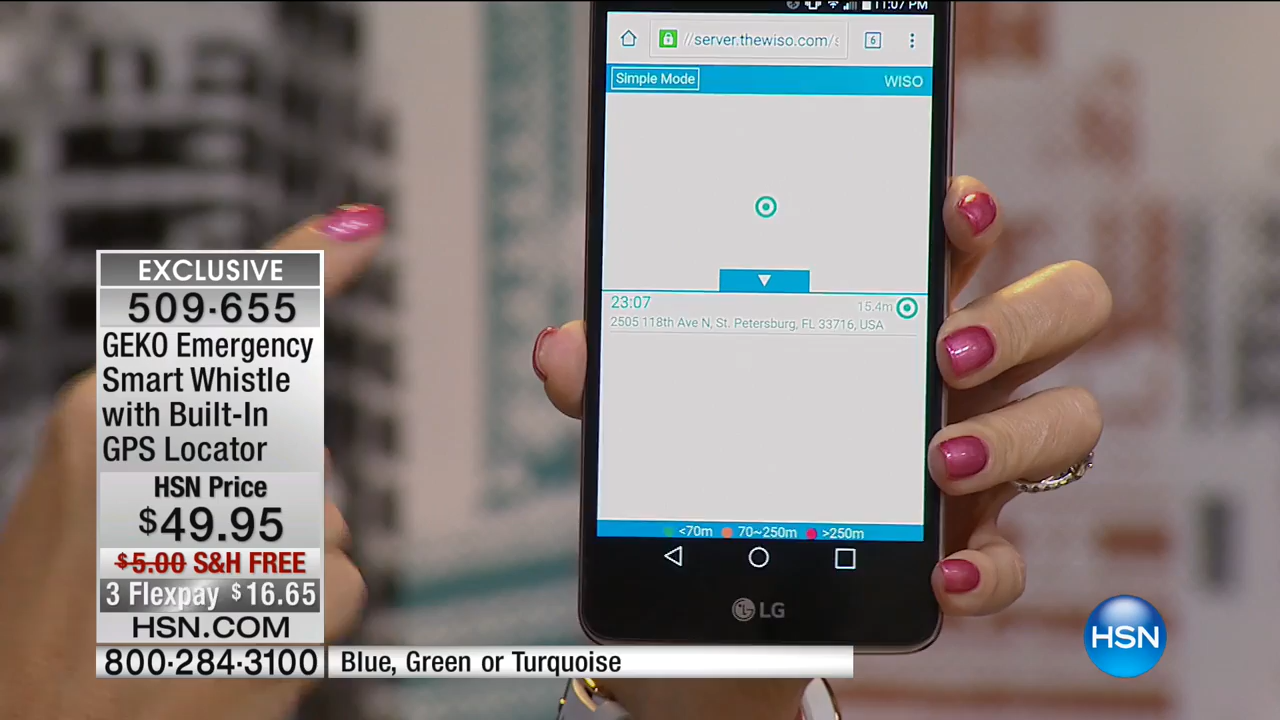 11:07 PM
//server.thewiso.com/s
6
Simple Mode
WISO
23:07
15.4m
2505 118th Ave N, St. Petersburg, FL 33716, USA
<70m 70~250m >250m
LG
EXCLUSIVE
509·655
GEKO Emergency
Smart Whistle
with Built-In
GPS Locator
HSN Price
$49.95
$5.00 S&H FREE
3 Flexpay $16.65
HSN.COM
800·284·3100
Blue, Green or Turquoise
HSN